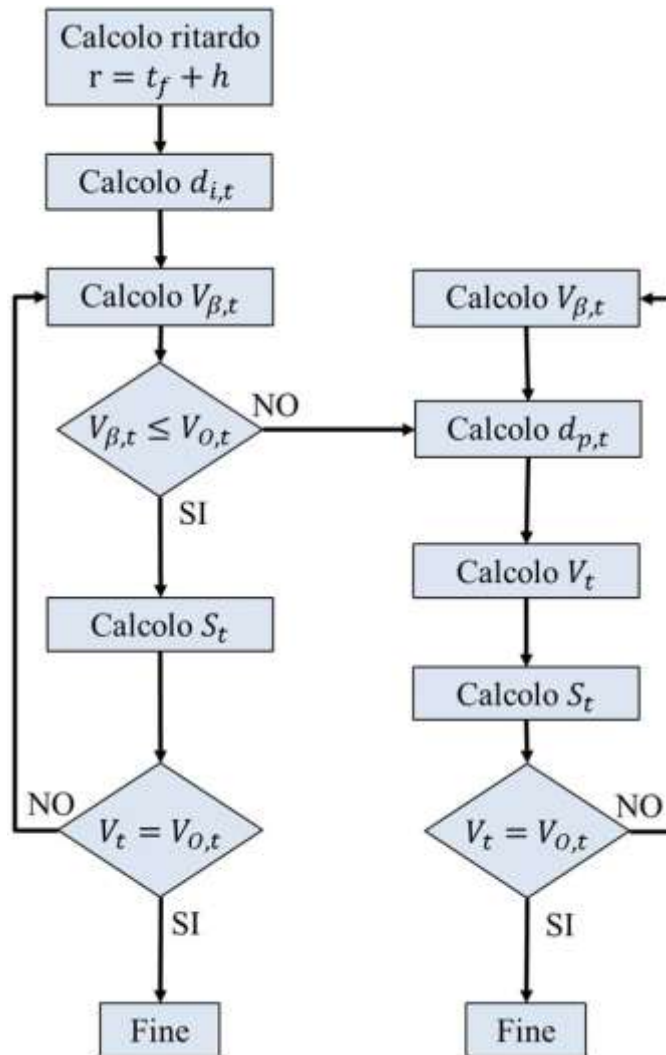 Calcolo ritardo
r = t_f + h
Calcolo d_{i,t}
Calcolo V_{β,t}
V_{β,t} ≤ V_{O,t}
NO
SI
Calcolo S_t
NO
V_t = V_{O,t}
SI
Fine
Calcolo V_{β,t}
Calcolo d_{p,t}
Calcolo V_t
Calcolo S_t
V_t = V_{O,t}
NO
SI
Fine